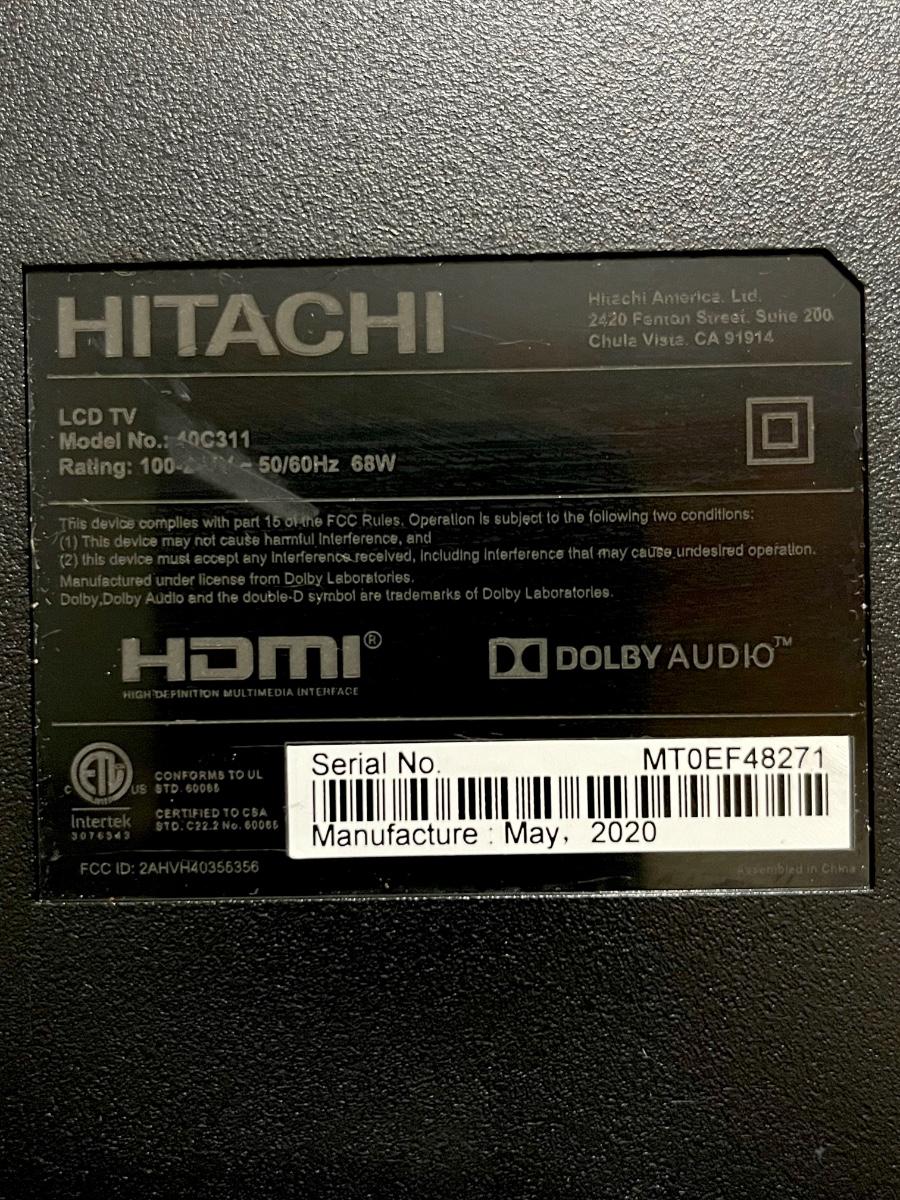 HITACHI
Hitachi America, Ltd.
2420 Fenton Street, Suite 200
Chula Vista, CA 91914
LCD TV
Model No.: 40C311
Rating: ~ 50/60Hz 68W
This device complies with part 15 of the FCC Rules. Operation is subject to the following two conditions:
(1) This device may not cause harmful interference, and
(2) this device must accept any interference received, including interference that may cause undesired operation.
Manufactured under license from Dolby Laboratories.
Dolby,Dolby Audio and the double-D symbol are trademarks of Dolby Laboratories.
HDMI®
HIGH-DEFINITION MULTIMEDIA INTERFACE
DOLBY AUDIO™
C ETL US
Intertek
3076343
CONFORMS TO UL
STD. 60065
CERTIFIED TO CSA
STD. C22.2 No. 60065
Serial No. MT0EF48271
Manufacture : May, 2020
FCC ID: 2AHVH40356356
Assembled in China